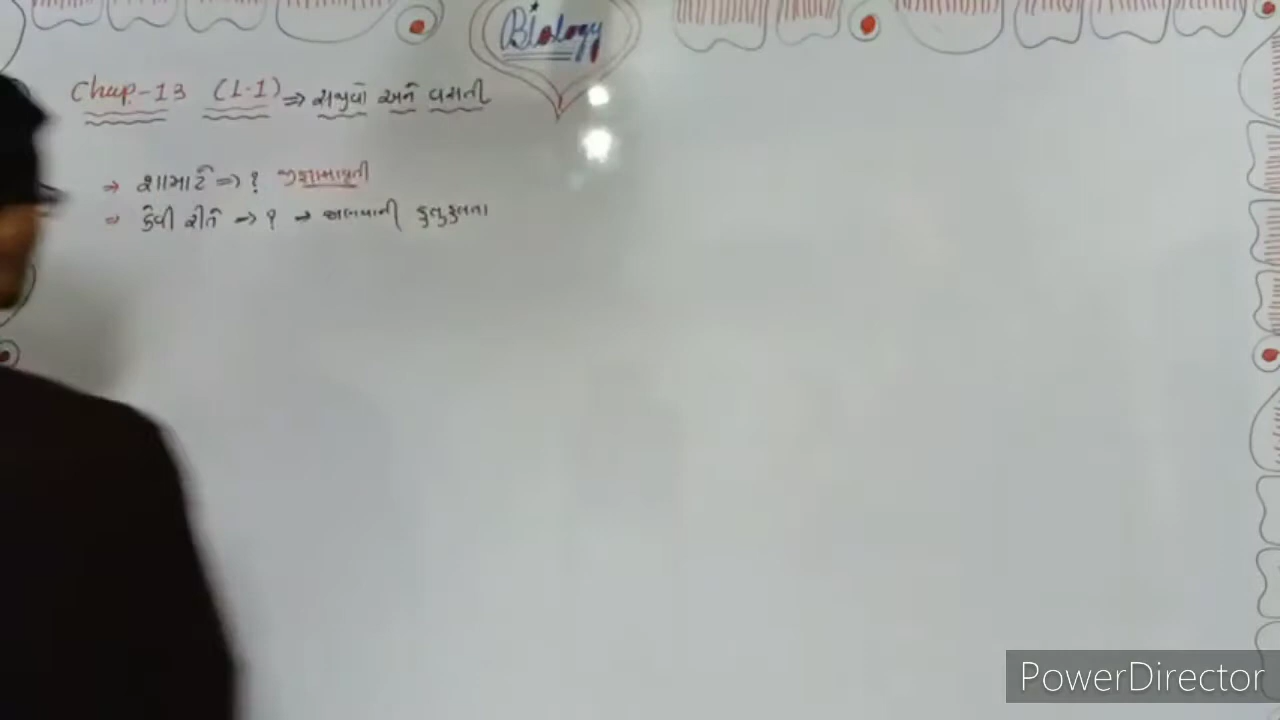 Biology
Chap-13 (L-1) ⇒ સજીવો અને વસતી
→ શામાટે ⇒ ? જીજ્ઞાસાવૃતી
→ કેવી રીતે → ? → જાણવાની કુતુહલતા
PowerDirector